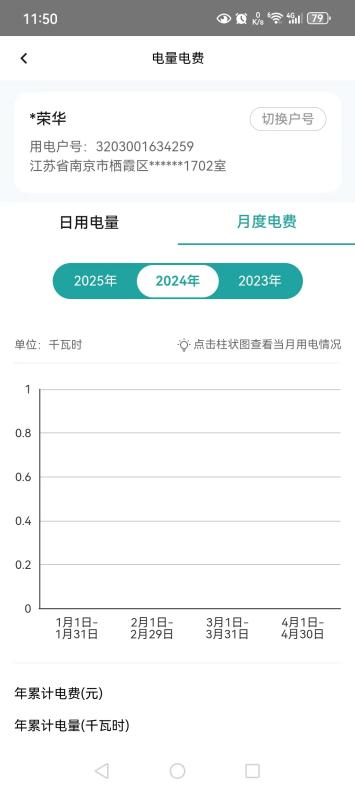 11:50
0 K/s
6
4G
79
电量电费
*荣华
切换户号
用电户号：3203001634259
江苏省南京市栖霞区******1702室
日用电量
月度电费
2025年
2024年
2023年
单位：千瓦时
点击柱状图查看当月用电情况
1
0.8
0.6
0.4
0.2
0
1月1日-
1月31日
2月1日-
2月29日
3月1日-
3月31日
4月1日-
4月30日
年累计电费(元)
年累计电量(千瓦时)